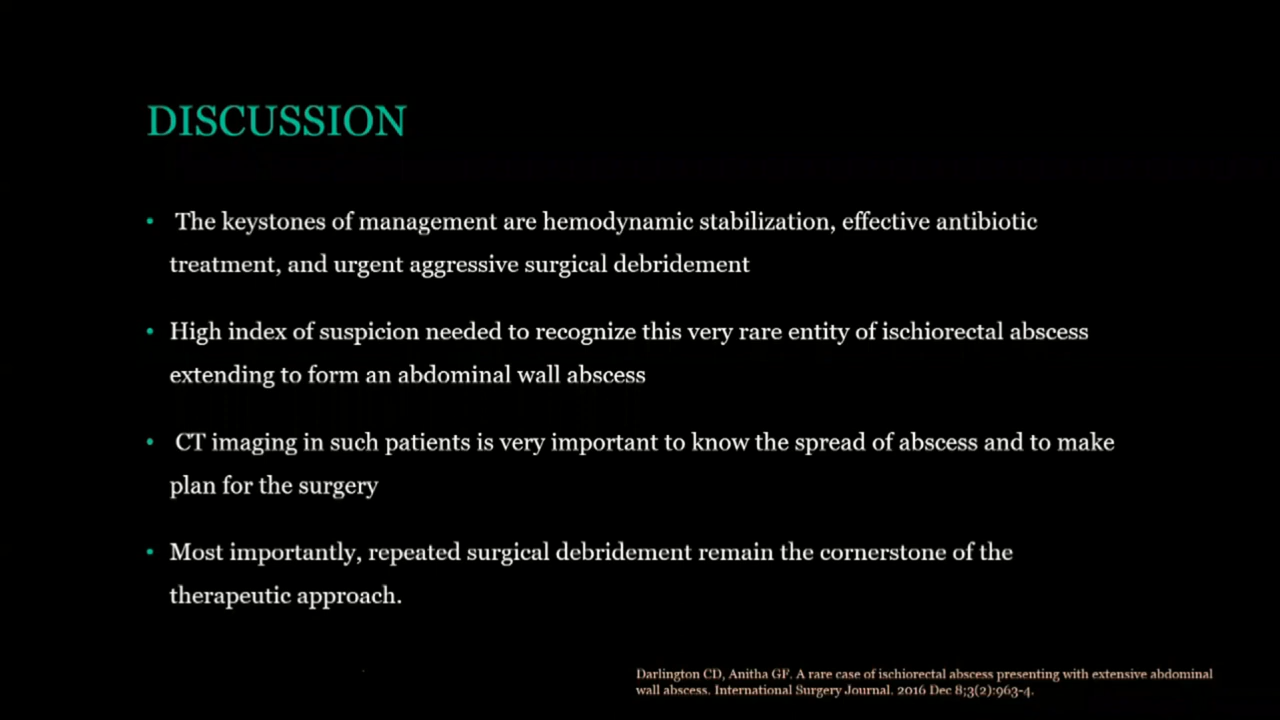 DISCUSSION
• The keystones of management are hemodynamic stabilization, effective antibiotic
treatment, and urgent aggressive surgical debridement
• High index of suspicion needed to recognize this very rare entity of ischiorectal abscess
extending to form an abdominal wall abscess
• CT imaging in such patients is very important to know the spread of abscess and to make
plan for the surgery
• Most importantly, repeated surgical debridement remain the cornerstone of the
therapeutic approach.
Darlington CD, Anitha GF. A rare case of ischiorectal abscess presenting with extensive abdominal
wall abscess. International Surgery Journal. 2016 Dec 8;3(2):963-4.